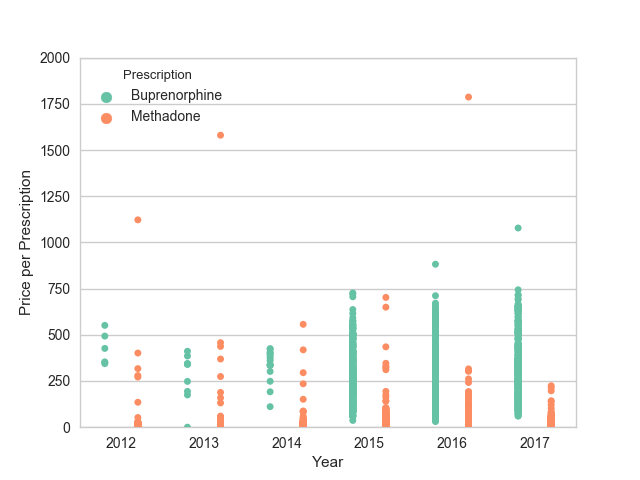 2000
1750
1500
1250
1000
750
500
250
0
Price per Prescription
Prescription
Buprenorphine
Methadone
2012 2013 2014 2015 2016 2017
Year